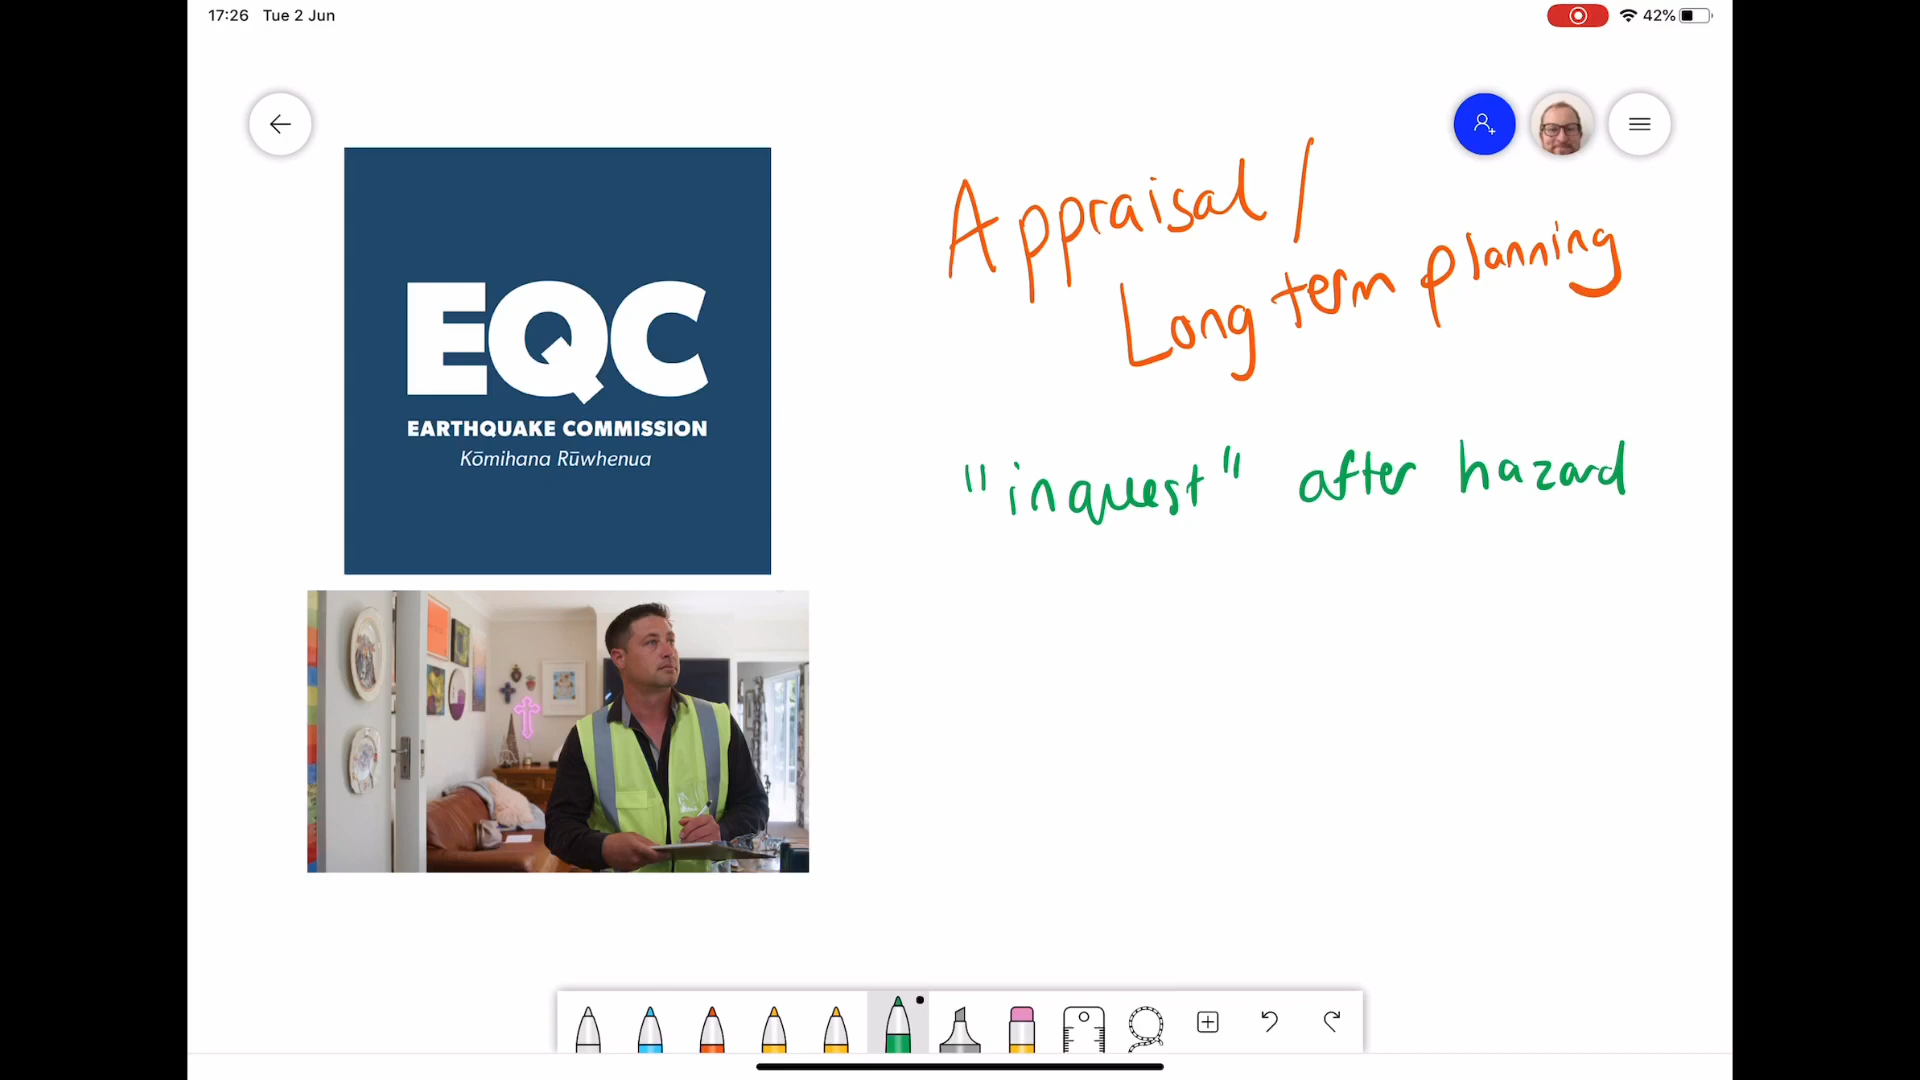 17:26 Tue 2 Jun
42%
EQC
EARTHQUAKE COMMISSION
Kōmihana Rūwhenua
Appraisal /
Long term planning
"inquest" after hazard